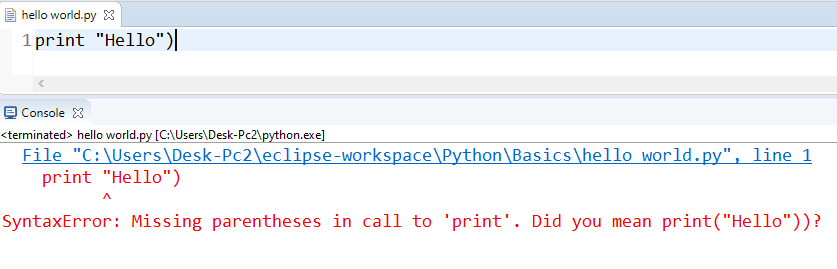 hello world.py
1 print "Hello")
Console
<terminated> hello world.py [C:\Users\Desk-Pc2\python.exe]
File "C:\Users\Desk-Pc2\eclipse-workspace\Python\Basics\hello world.py", line 1
print "Hello")
^
SyntaxError: Missing parentheses in call to 'print'. Did you mean print("Hello"))?